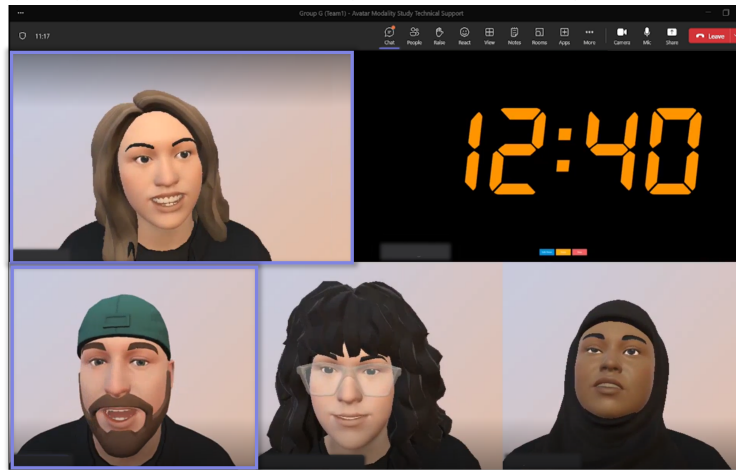 Group G (Team1) - Avatar Modality Study Technical Support
11:17
Chat People Raise React View Notes Rooms Apps More Camera Mic Share Leave
12:40